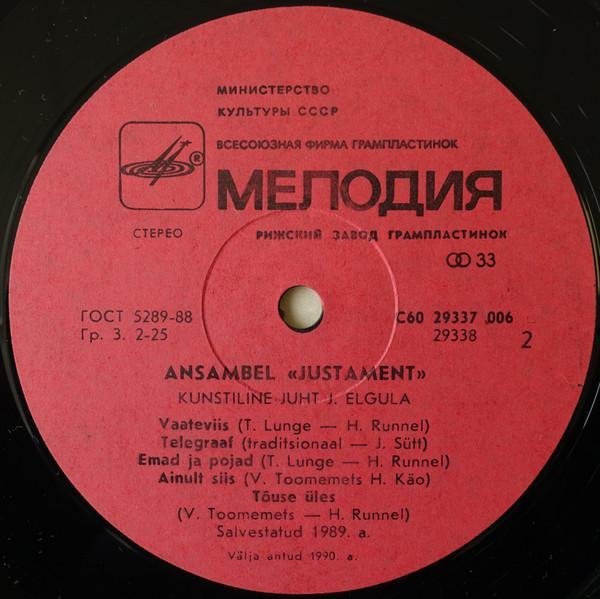 МИНИСТЕРСТВО
КУЛЬТУРЫ СССР
ВСЕСОЮЗНАЯ ФИРМА ГРАМПЛАСТИНОК
®
МЕЛОДИЯ
СТЕРЕО
РИЖСКИЙ ЗАВОД ГРАМПЛАСТИНОК
33
ГОСТ 5289-88
Гр. 3. 2-25
С60 29337 006
29338
2
ANSAMBEL «JUSTAMENT»
KUNSTILINE JUHT J. ELGULA
Vaateviis (T. Lunge — H. Runnel)
Telegraaf (traditsionaal — J. Sütt)
Emad ja pojad (T. Lunge — H. Runnel)
Ainult siis (V. Toomemets H. Käo)
Tõuse üles
(V. Toomemets — H. Runnel)
Salvestatud 1989. a.
Välja antud 1990. a.